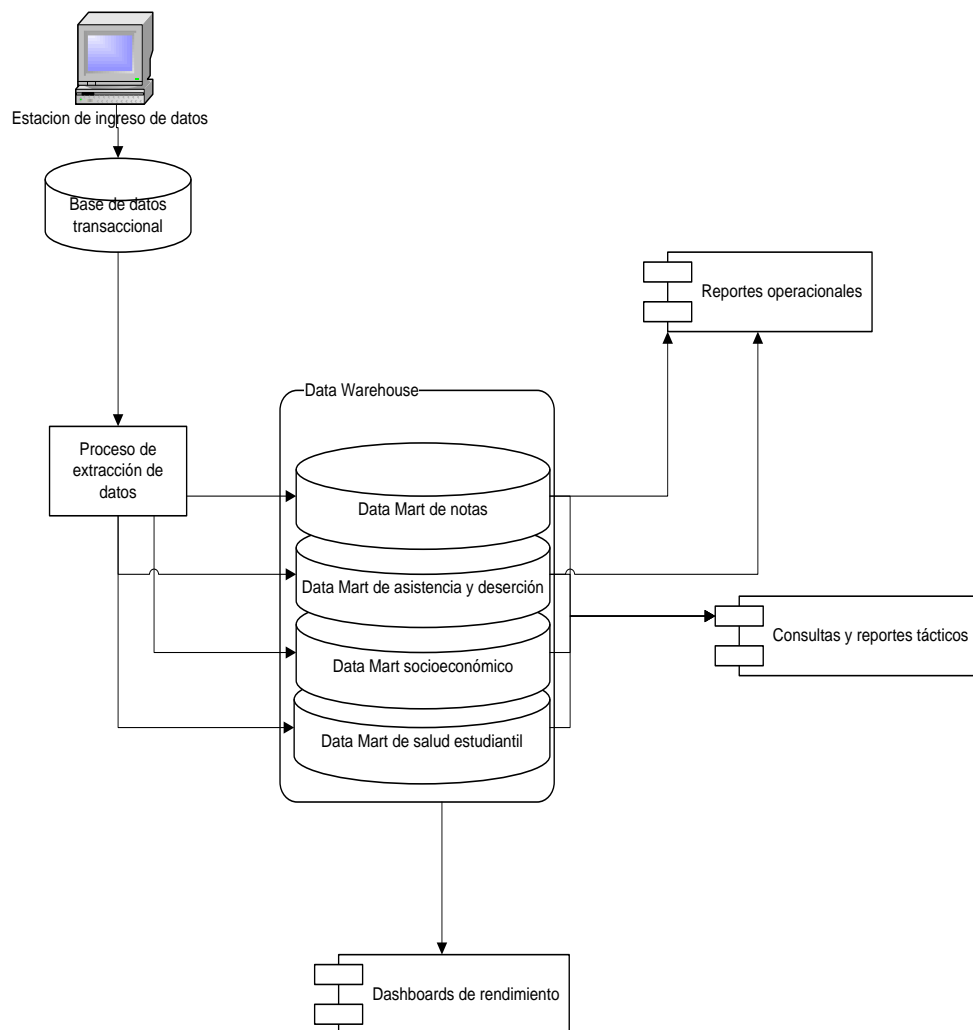 Estacion de ingreso de datos
Base de datos
transaccional
Reportes operacionales
Data Warehouse
Proceso de
extracción de
datos
Data Mart de notas
Data Mart de asistencia y deserción
Consultas y reportes tácticos
Data Mart socioeconómico
Data Mart de salud estudiantil
Dashboards de rendimiento